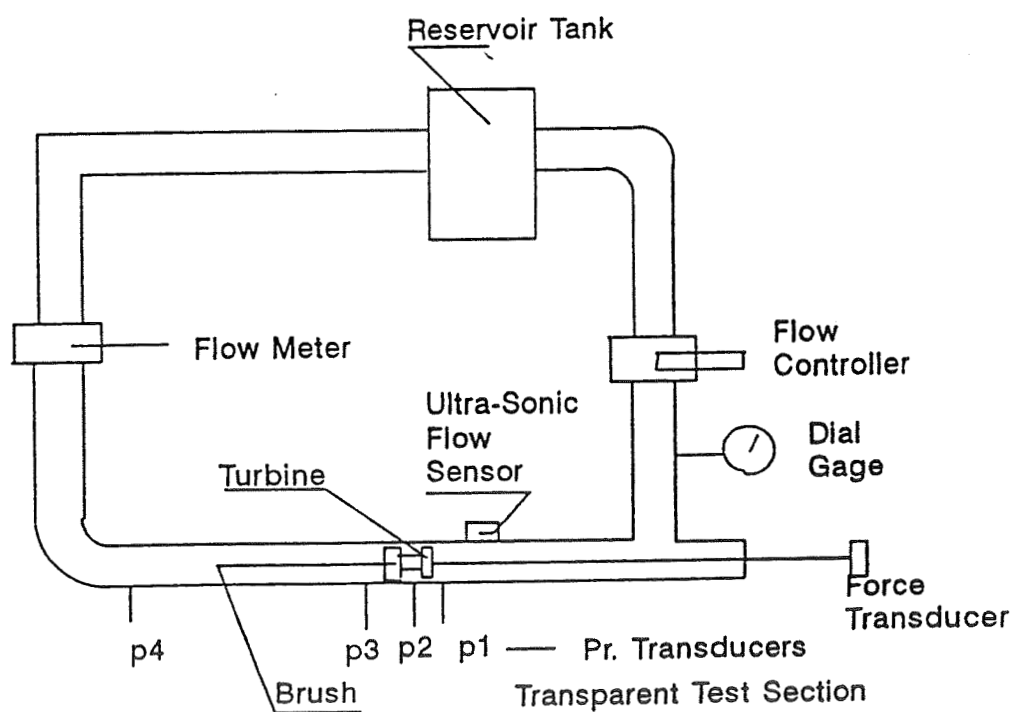 Reservoir Tank
Flow Meter
Flow
Controller
Ultra-Sonic
Flow
Sensor
Dial
Gage
Turbine
Force
Transducer
p4
p3 p2 p1 — Pr. Transducers
Brush
Transparent Test Section